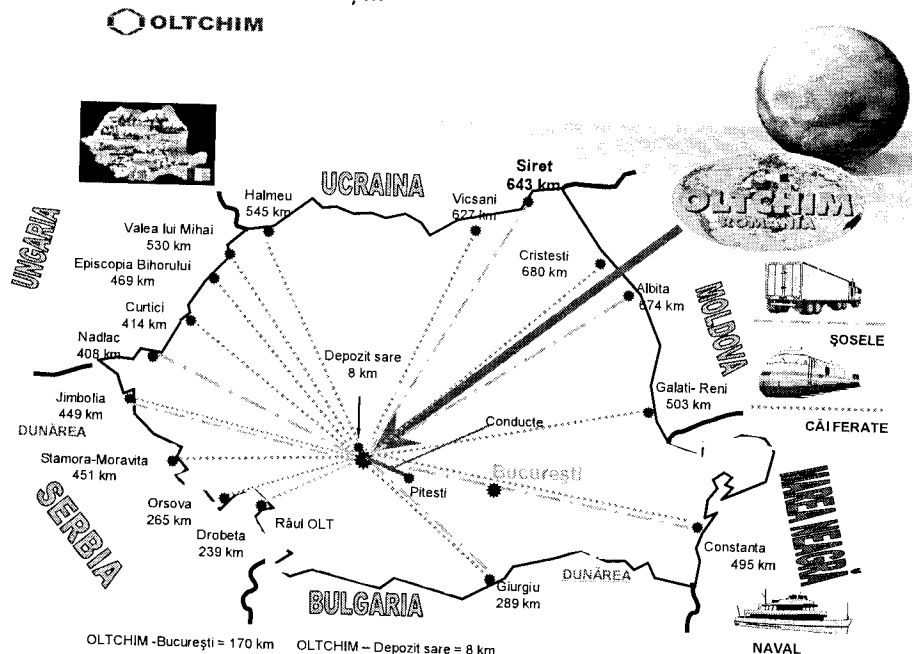 OLTCHIM
UCRAINA
Siret
643 km
Halmeu
545 km
Vicsani
627 km
OLTCHIM
ROMANIA
UNGARIA
Valea lui Mihai
530 km
Episcopia Bihorului
469 km
Cristesti
680 km
Albita
674 km
MOLDOVA
Curtici
414 km
Nadlac
408 km
ŞOSELE
Depozit sare
8 km
Jimbolia
449 km
Galati- Reni
503 km
DUNĂREA
Conducte
CĂI FERATE
Stamora-Moravita
451 km
Bucureşti
Pitesti
SERBIA
Orsova
265 km
Râul OLT
Drobeta
239 km
MAREA NEAGRĂ
Constanta
495 km
DUNĂREA
Giurgiu
289 km
BULGARIA
OLTCHIM -Bucureşti = 170 km
OLTCHIM – Depozit sare = 8 km
NAVAL